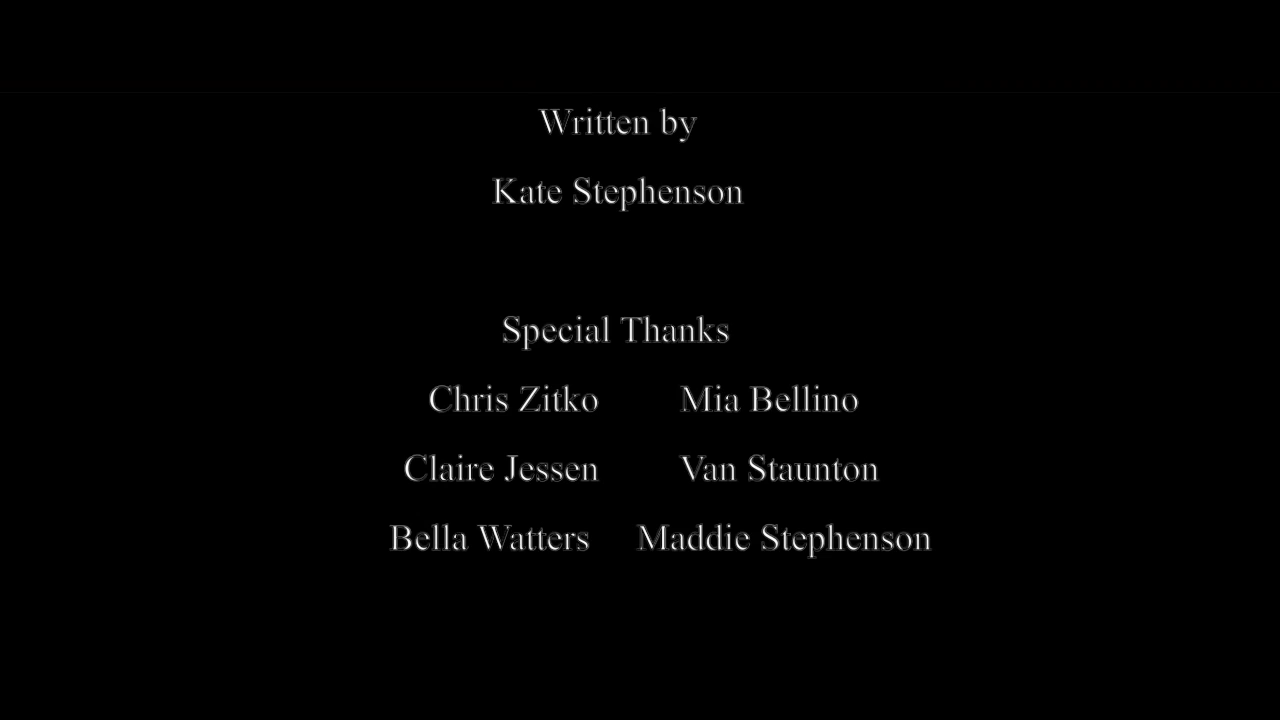 Written by
Kate Stephenson
Special Thanks
Chris Zitko Mia Bellino
Claire Jessen Van Staunton
Bella Watters Maddie Stephenson